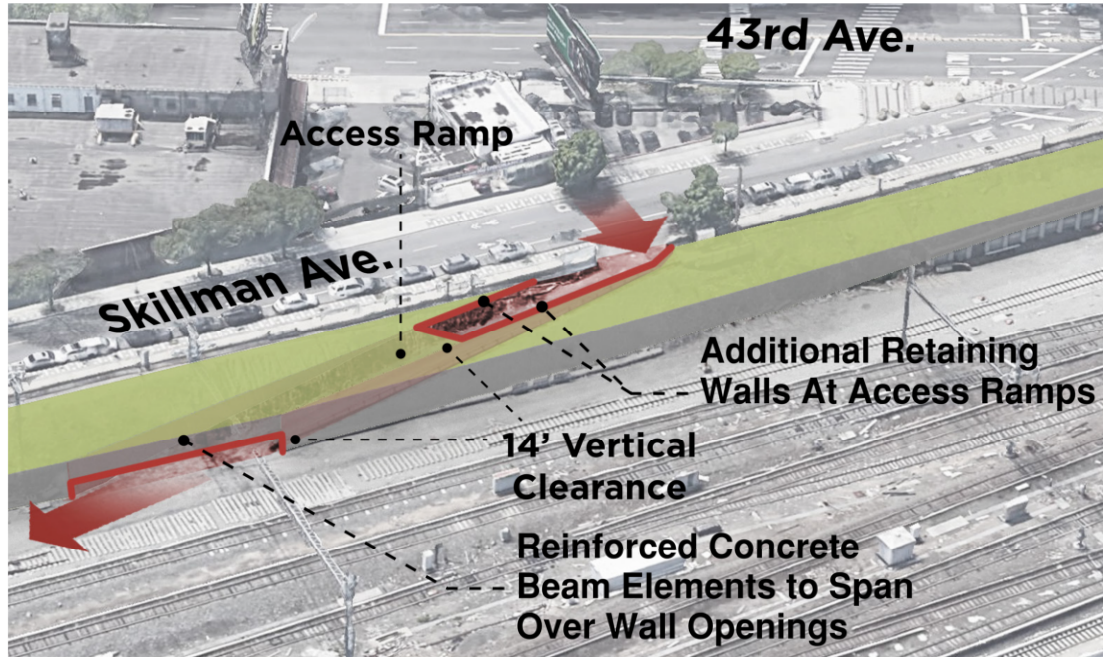 43rd Ave.
Access Ramp
Skillman Ave.
Additional Retaining
Walls At Access Ramps
14’ Vertical
Clearance
Reinforced Concrete
Beam Elements to Span
Over Wall Openings